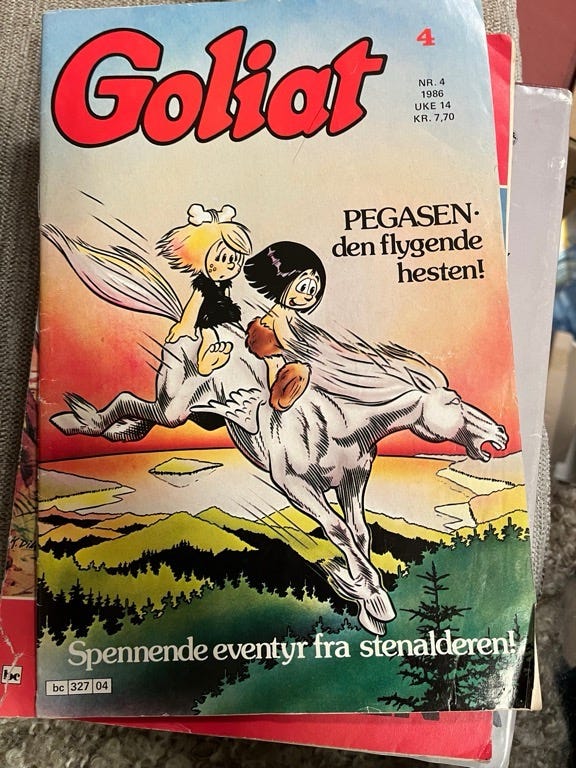 Goliat
4
NR. 4
1986
UKE 14
KR. 7,70
PEGASEN·
den flygende
hesten!
Spennende eventyr fra stenalderen!
bc 327 04
bc